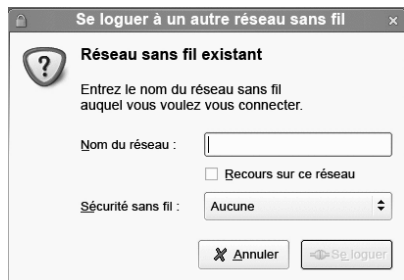 Se loguer à un autre réseau sans fil
Réseau sans fil existant
Entrez le nom du réseau sans fil
auquel vous voulez vous connecter.
Nom du réseau :
Recours sur ce réseau
Sécurité sans fil : Aucune
Annuler Se loguer